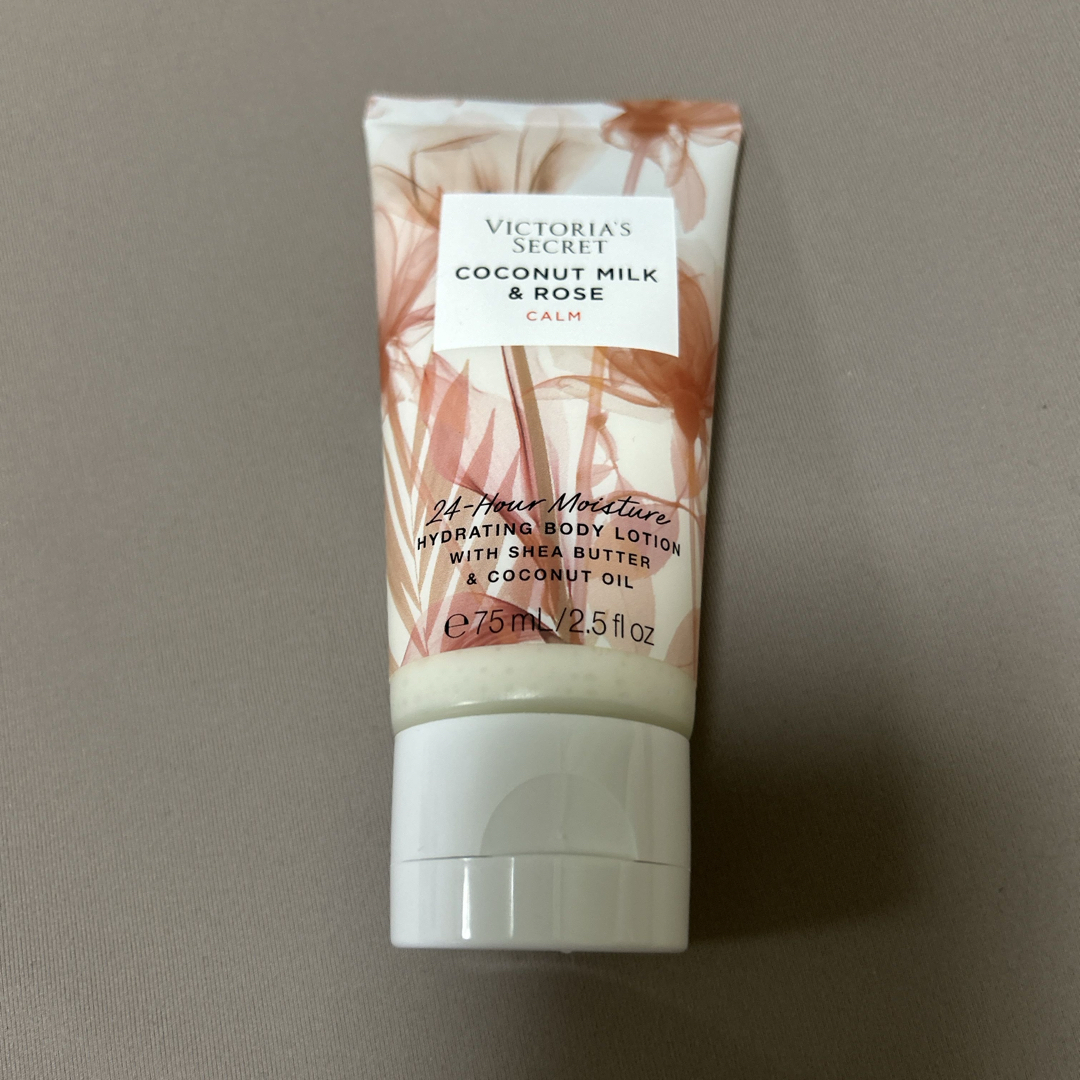 VICTORIA'S
SECRET
COCONUT MILK
& ROSE
CALM
24-Hour Moisture
HYDRATING BODY LOTION
WITH SHEA BUTTER
& COCONUT OIL
℮75 mL/2.5 fl oz